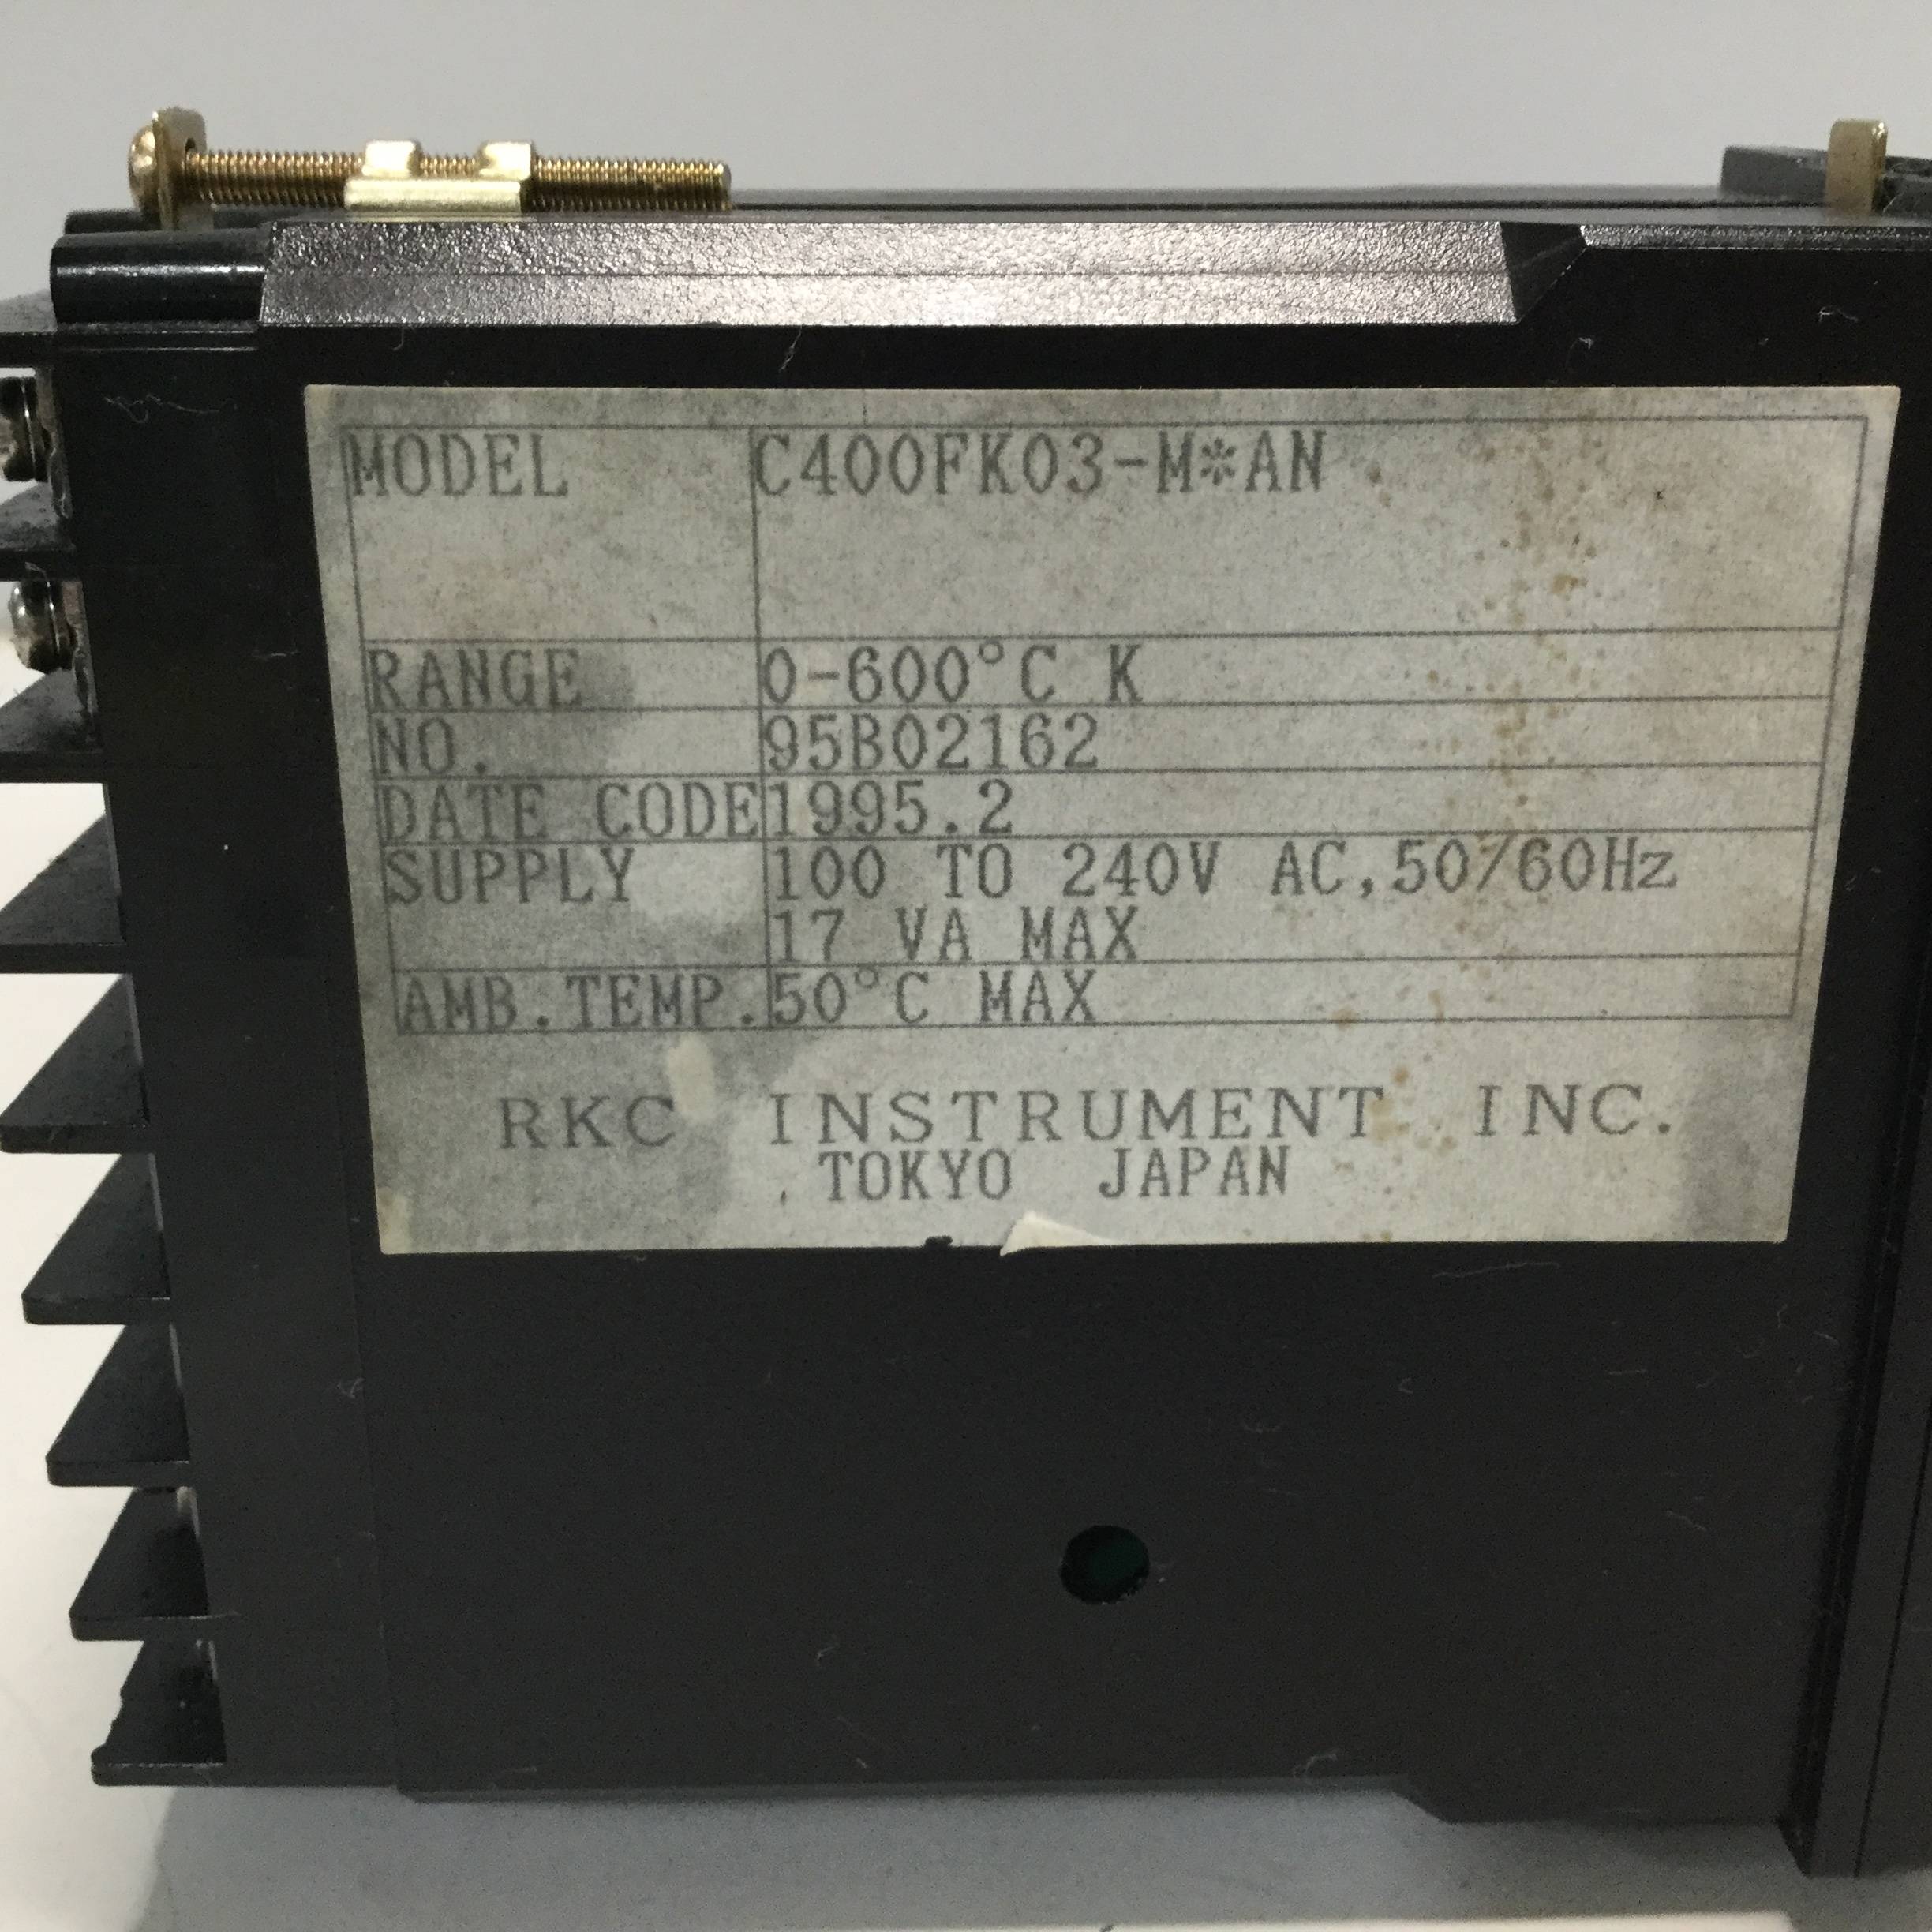 MODEL C400FK03-M*AN
RANGE 0-600°C K
NO. 95B02162
DATE CODE 1995.2
SUPPLY 100 TO 240V AC,50/60Hz
17 VA MAX
AMB.TEMP. 50°C MAX
RKC INSTRUMENT INC.
TOKYO JAPAN